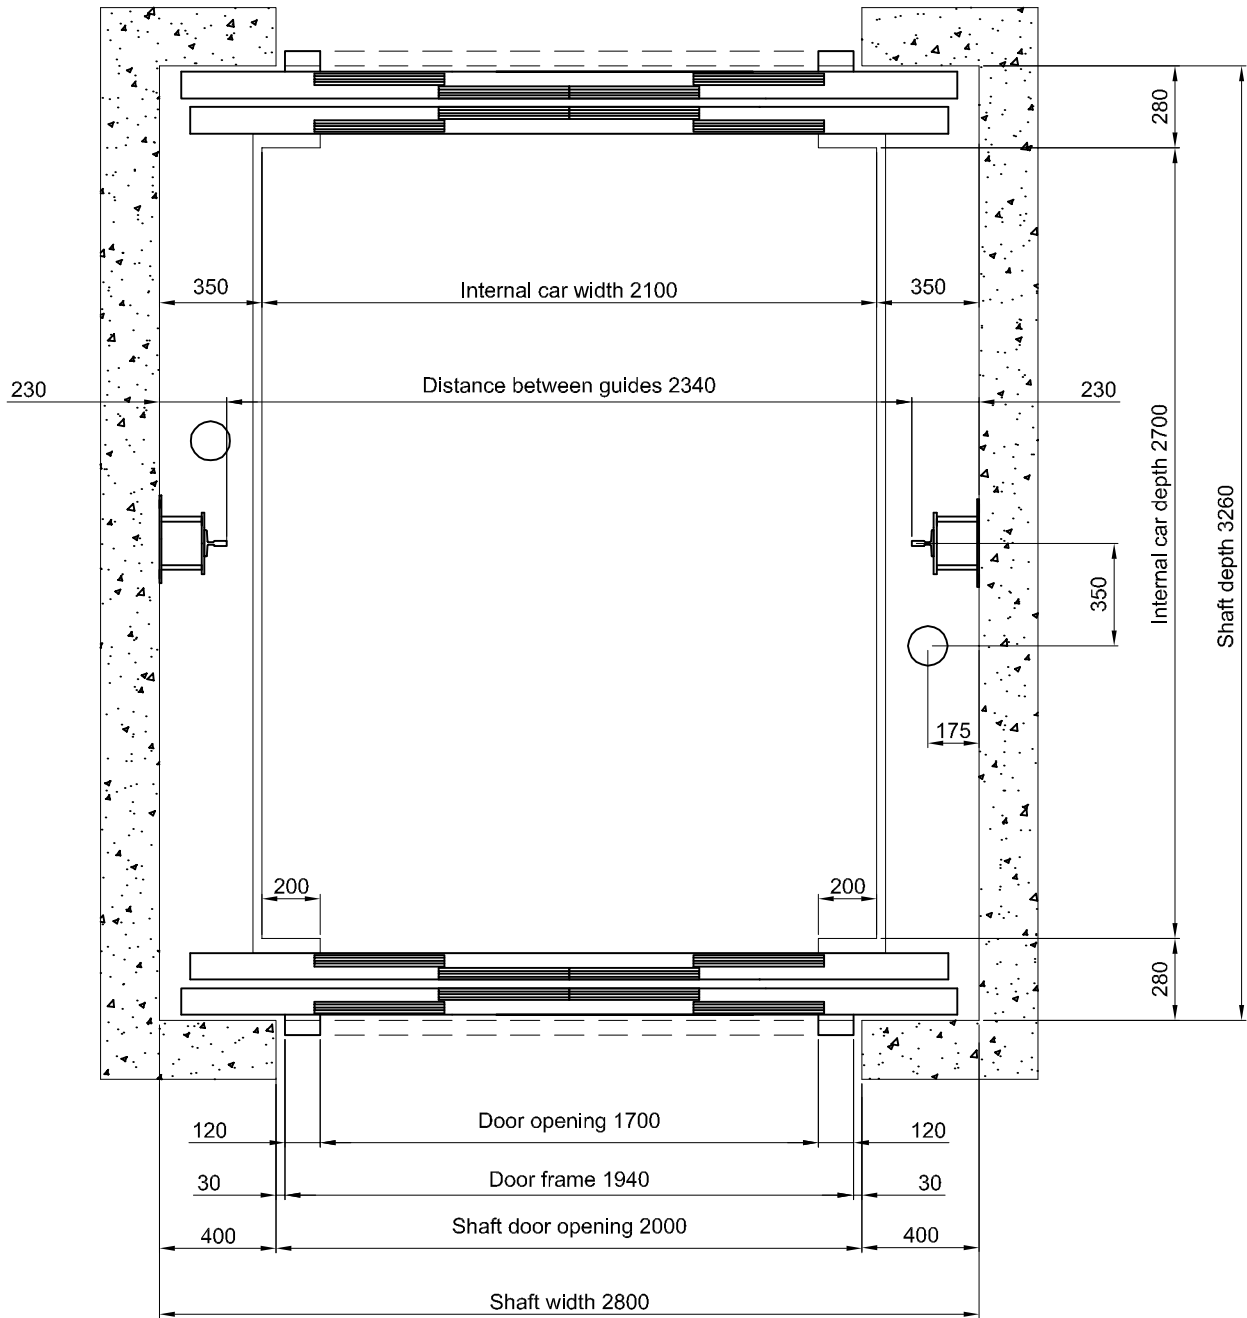 280
350
Internal car width 2100
350
230
Distance between guides 2340
230
Internal car depth 2700
Shaft depth 3260
350
175
200
200
280
120
Door opening 1700
120
30
Door frame 1940
30
400
Shaft door opening 2000
400
Shaft width 2800